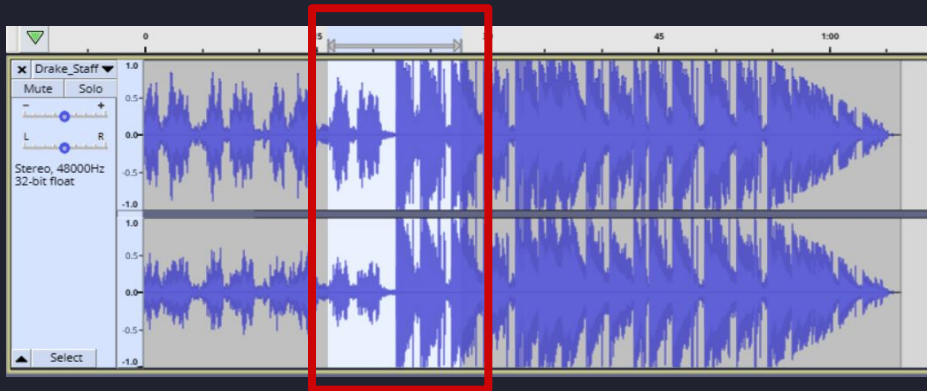 0
5
45
1:00
Drake_Staff
Mute
Solo
-
+
L
R
Stereo, 48000Hz
32-bit float
Select
1.0
0.5-
0.0-
-0.5
-1.0
1.0
0.5-
0.0-
-0.5
-1.0